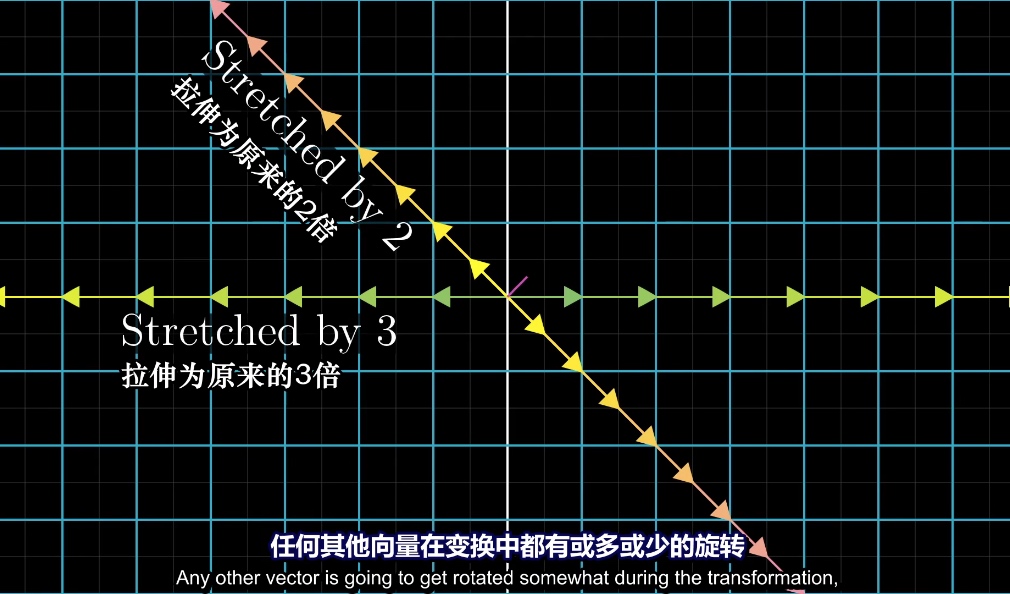 Stretched by 2
拉伸为原来的2倍
Stretched by 3
拉伸为原来的3倍
任何其他向量在变换中都有或多或少的旋转
Any other vector is going to get rotated somewhat during the transformation,